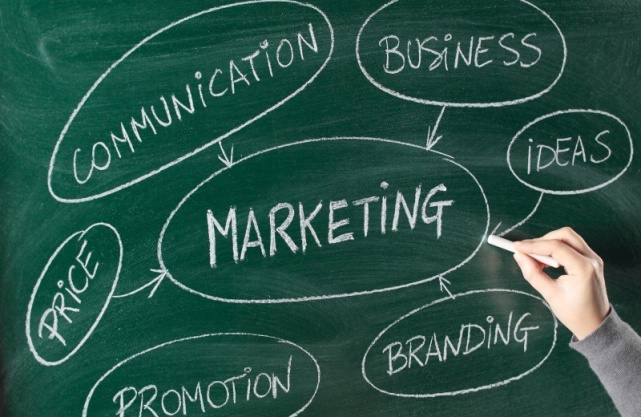 COMMUNiCATiON
BUSiNESS
iDEAS
MARKETiNG
PRiCE
BRANDiNG
PROMOTiON